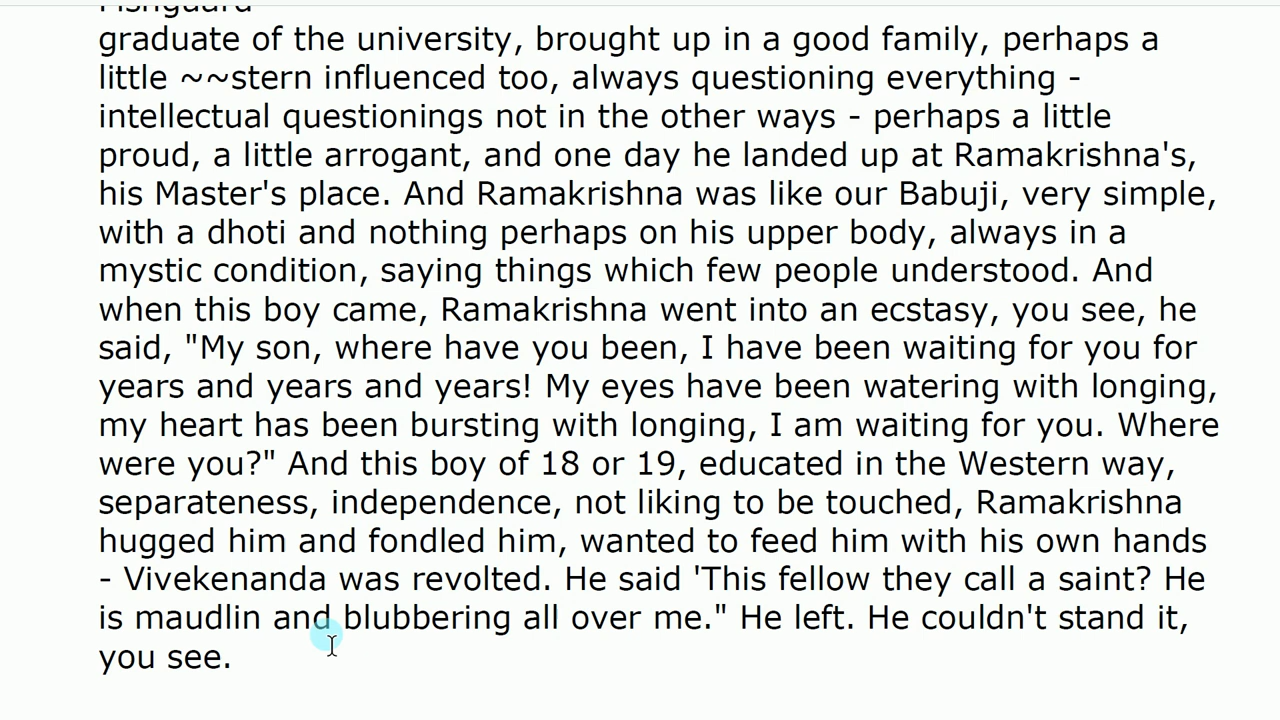 graduate of the university, brought up in a good family, perhaps a
little ~~stern influenced too, always questioning everything -
intellectual questionings not in the other ways - perhaps a little
proud, a little arrogant, and one day he landed up at Ramakrishna's,
his Master's place. And Ramakrishna was like our Babuji, very simple,
with a dhoti and nothing perhaps on his upper body, always in a
mystic condition, saying things which few people understood. And
when this boy came, Ramakrishna went into an ecstasy, you see, he
said, "My son, where have you been, I have been waiting for you for
years and years and years! My eyes have been watering with longing,
my heart has been bursting with longing, I am waiting for you. Where
were you?" And this boy of 18 or 19, educated in the Western way,
separateness, independence, not liking to be touched, Ramakrishna
hugged him and fondled him, wanted to feed him with his own hands
- Vivekenanda was revolted. He said 'This fellow they call a saint? He
is maudlin and blubbering all over me." He left. He couldn't stand it,
you see.